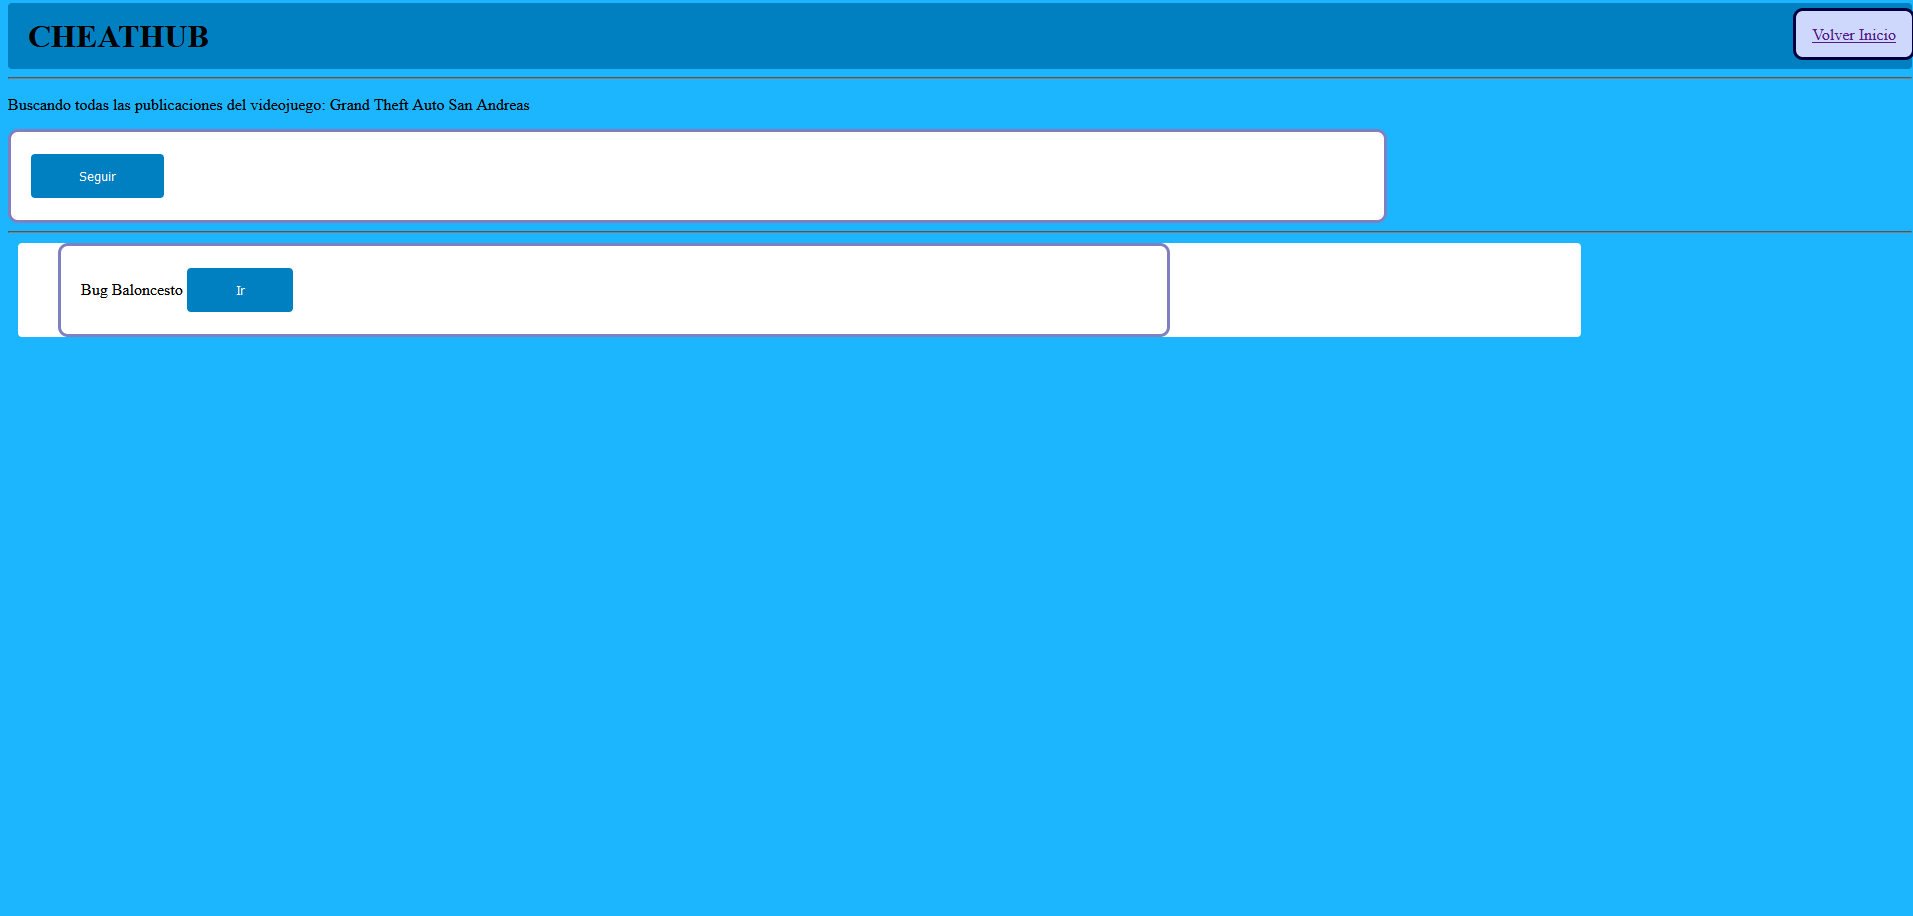 CHEATHUB
Volver Inicio
Buscando todas las publicaciones del videojuego: Grand Theft Auto San Andreas
Seguir
Bug Baloncesto Ir